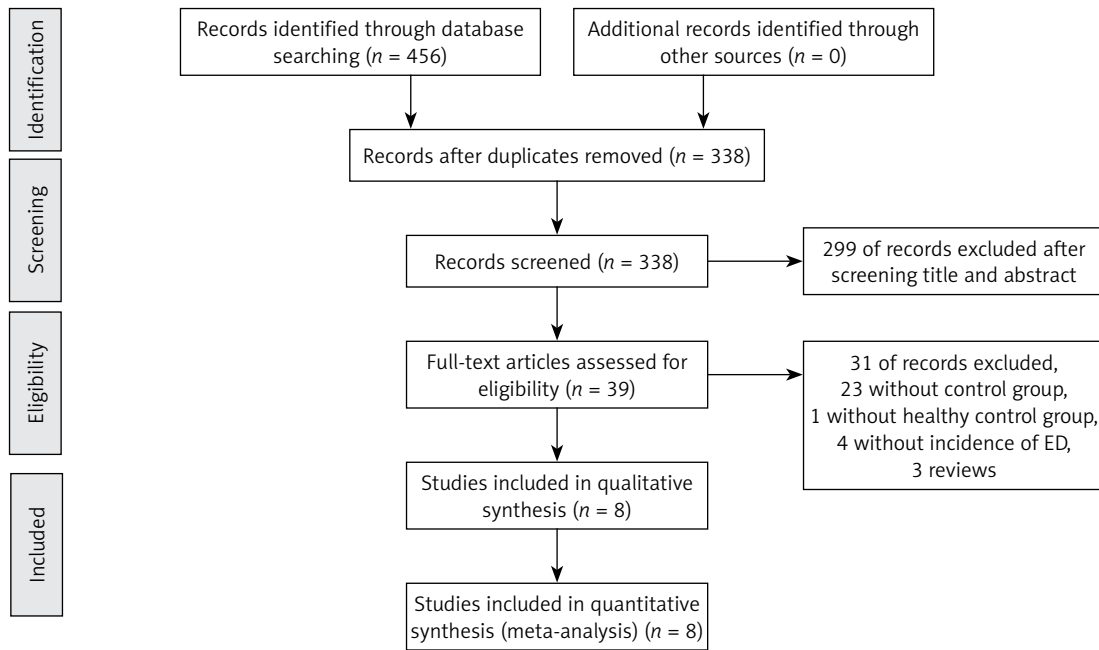 Identification
Records identified through database
searching (n = 456)
Additional records identified through
other sources (n = 0)
Records after duplicates removed (n = 338)
Screening
Records screened (n = 338)
299 of records excluded after
screening title and abstract
Eligibility
Full-text articles assessed for
eligibility (n = 39)
31 of records excluded,
23 without control group,
1 without healthy control group,
4 without incidence of ED,
3 reviews
Included
Studies included in qualitative
synthesis (n = 8)
Studies included in quantitative
synthesis (meta-analysis) (n = 8)